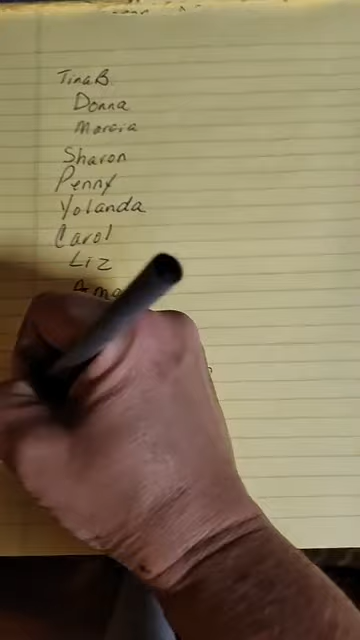 Tina B.
Donna
Marcia
Sharon
Penny
Yolanda
Carol
Liz